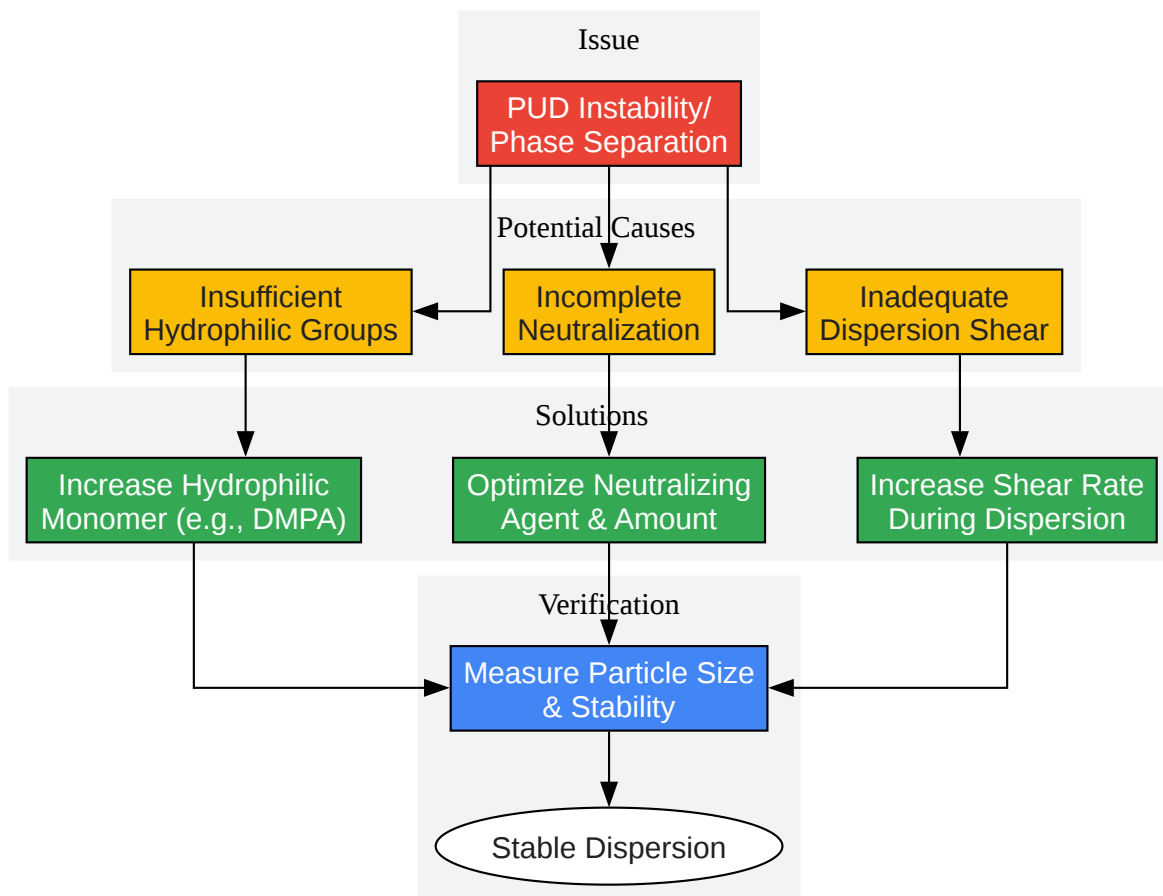 Issue
PUD Instability/
Phase Separation
Potential Causes
Insufficient
Hydrophilic Groups
Incomplete
Neutralization
Inadequate
Dispersion Shear
Solutions
Increase Hydrophilic
Monomer (e.g., DMPA)
Optimize Neutralizing
Agent & Amount
Increase Shear Rate
During Dispersion
Verification
Measure Particle Size
& Stability
Stable Dispersion